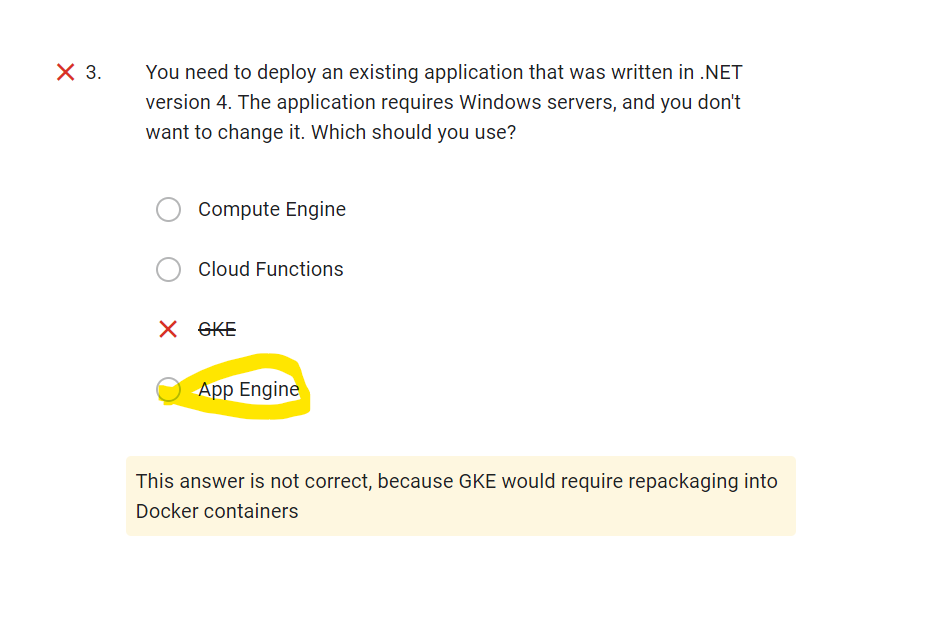 3. You need to deploy an existing application that was written in .NET
version 4. The application requires Windows servers, and you don't
want to change it. Which should you use?
Compute Engine
Cloud Functions
GKE
App Engine
This answer is not correct, because GKE would require repackaging into
Docker containers